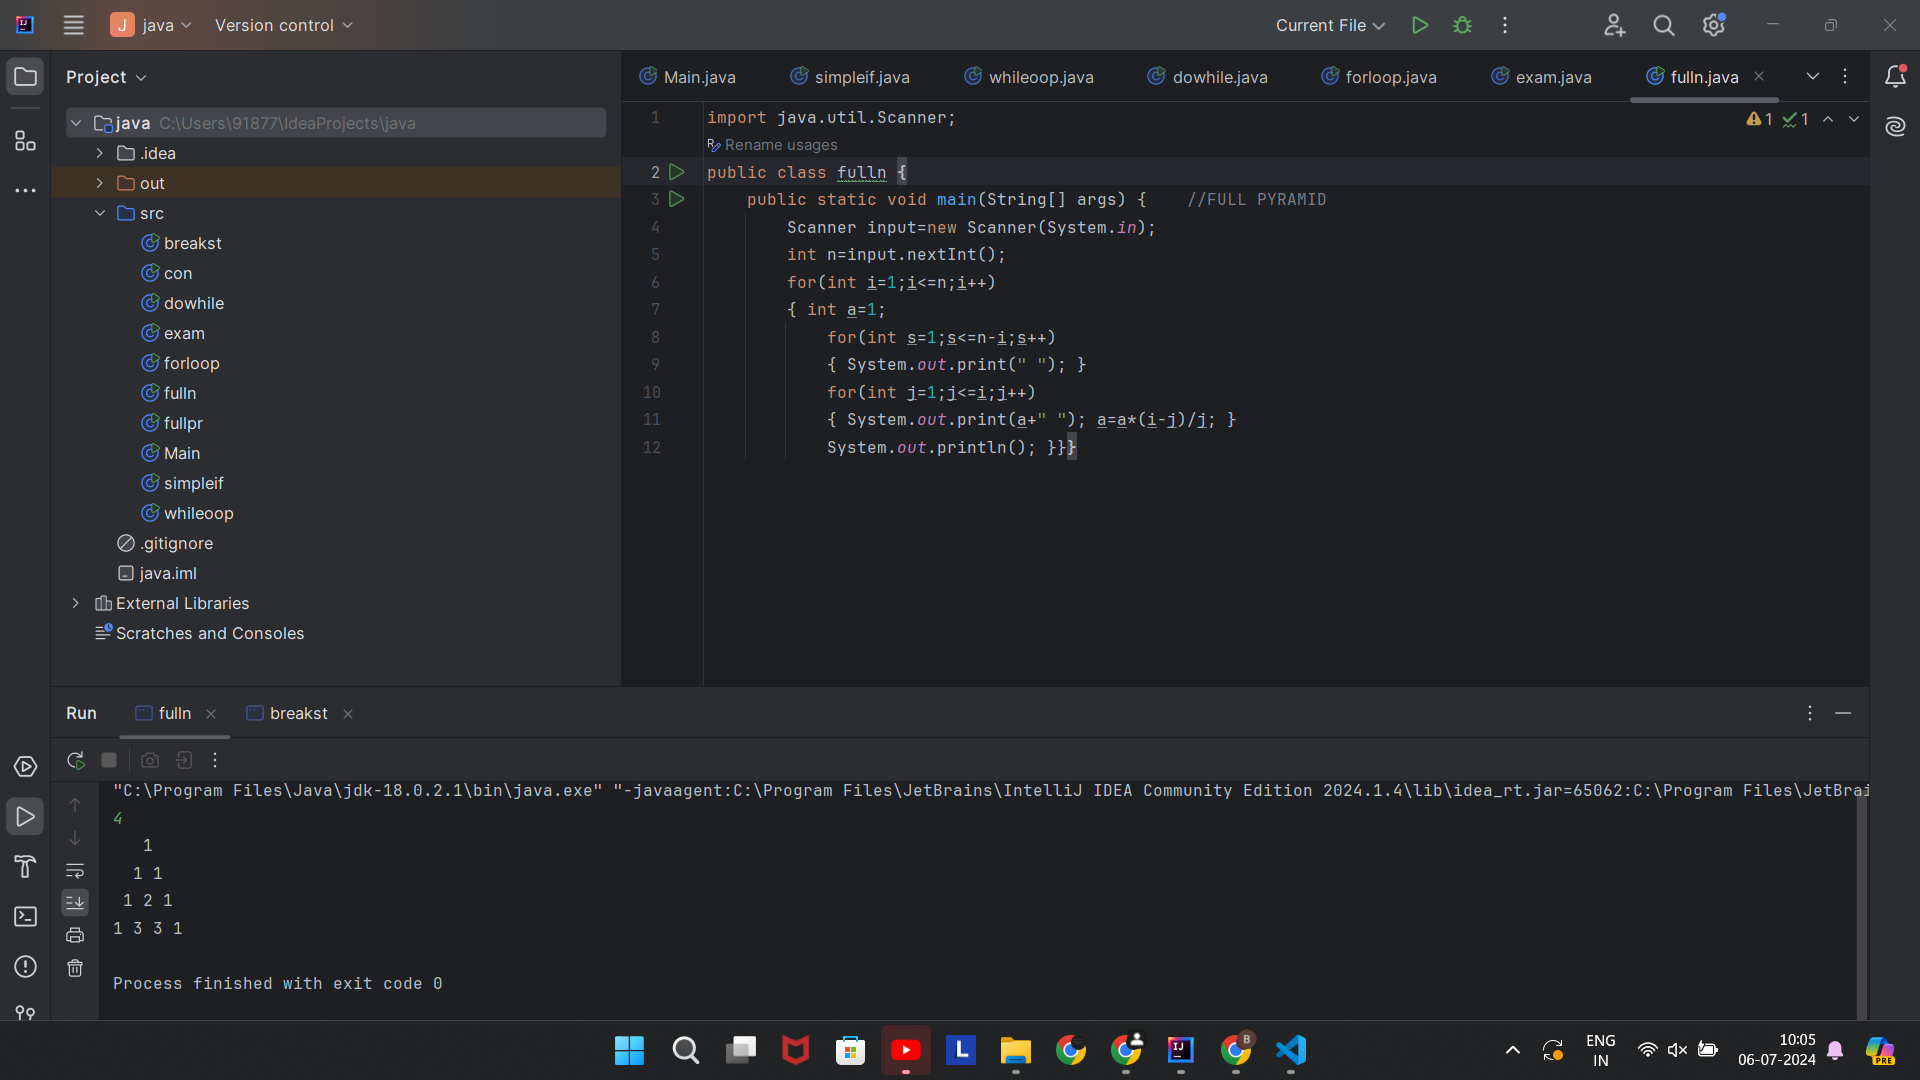 J java Version control Current File
Project
Main.java simpleif.java whileoop.java dowhile.java forloop.java exam.java fulln.java
java C:\Users\91877\IdeaProjects\java
.idea
out
src
breakst
con
dowhile
exam
forloop
fulln
fullpr
Main
simpleif
whileoop
.gitignore
java.iml
External Libraries
Scratches and Consoles
1 import java.util.Scanner; 1 1
Rename usages
2 public class fulln {
3 public static void main(String[] args) { //FULL PYRAMID
4 Scanner input=new Scanner(System.in);
5 int n=input.nextInt();
6 for(int i=1;i<=n;i++)
7 { int a=1;
8 for(int s=1;s<=n-i;s++)
9 { System.out.print(" "); }
10 for(int j=1;j<=i;j++)
11 { System.out.print(a+" "); a=a*(i-j)/j; }
12 System.out.println(); }}}
Run fulln breakst
"C:\Program Files\Java\jdk-18.0.2.1\bin\java.exe" "-javaagent:C:\Program Files\JetBrains\IntelliJ IDEA Community Edition 2024.1.4\lib\idea_rt.jar=65062:C:\Program Files\JetBrai
4
1
1 1
1 2 1
1 3 3 1
Process finished with exit code 0
ENG
IN
10:05
06-07-2024
PRE